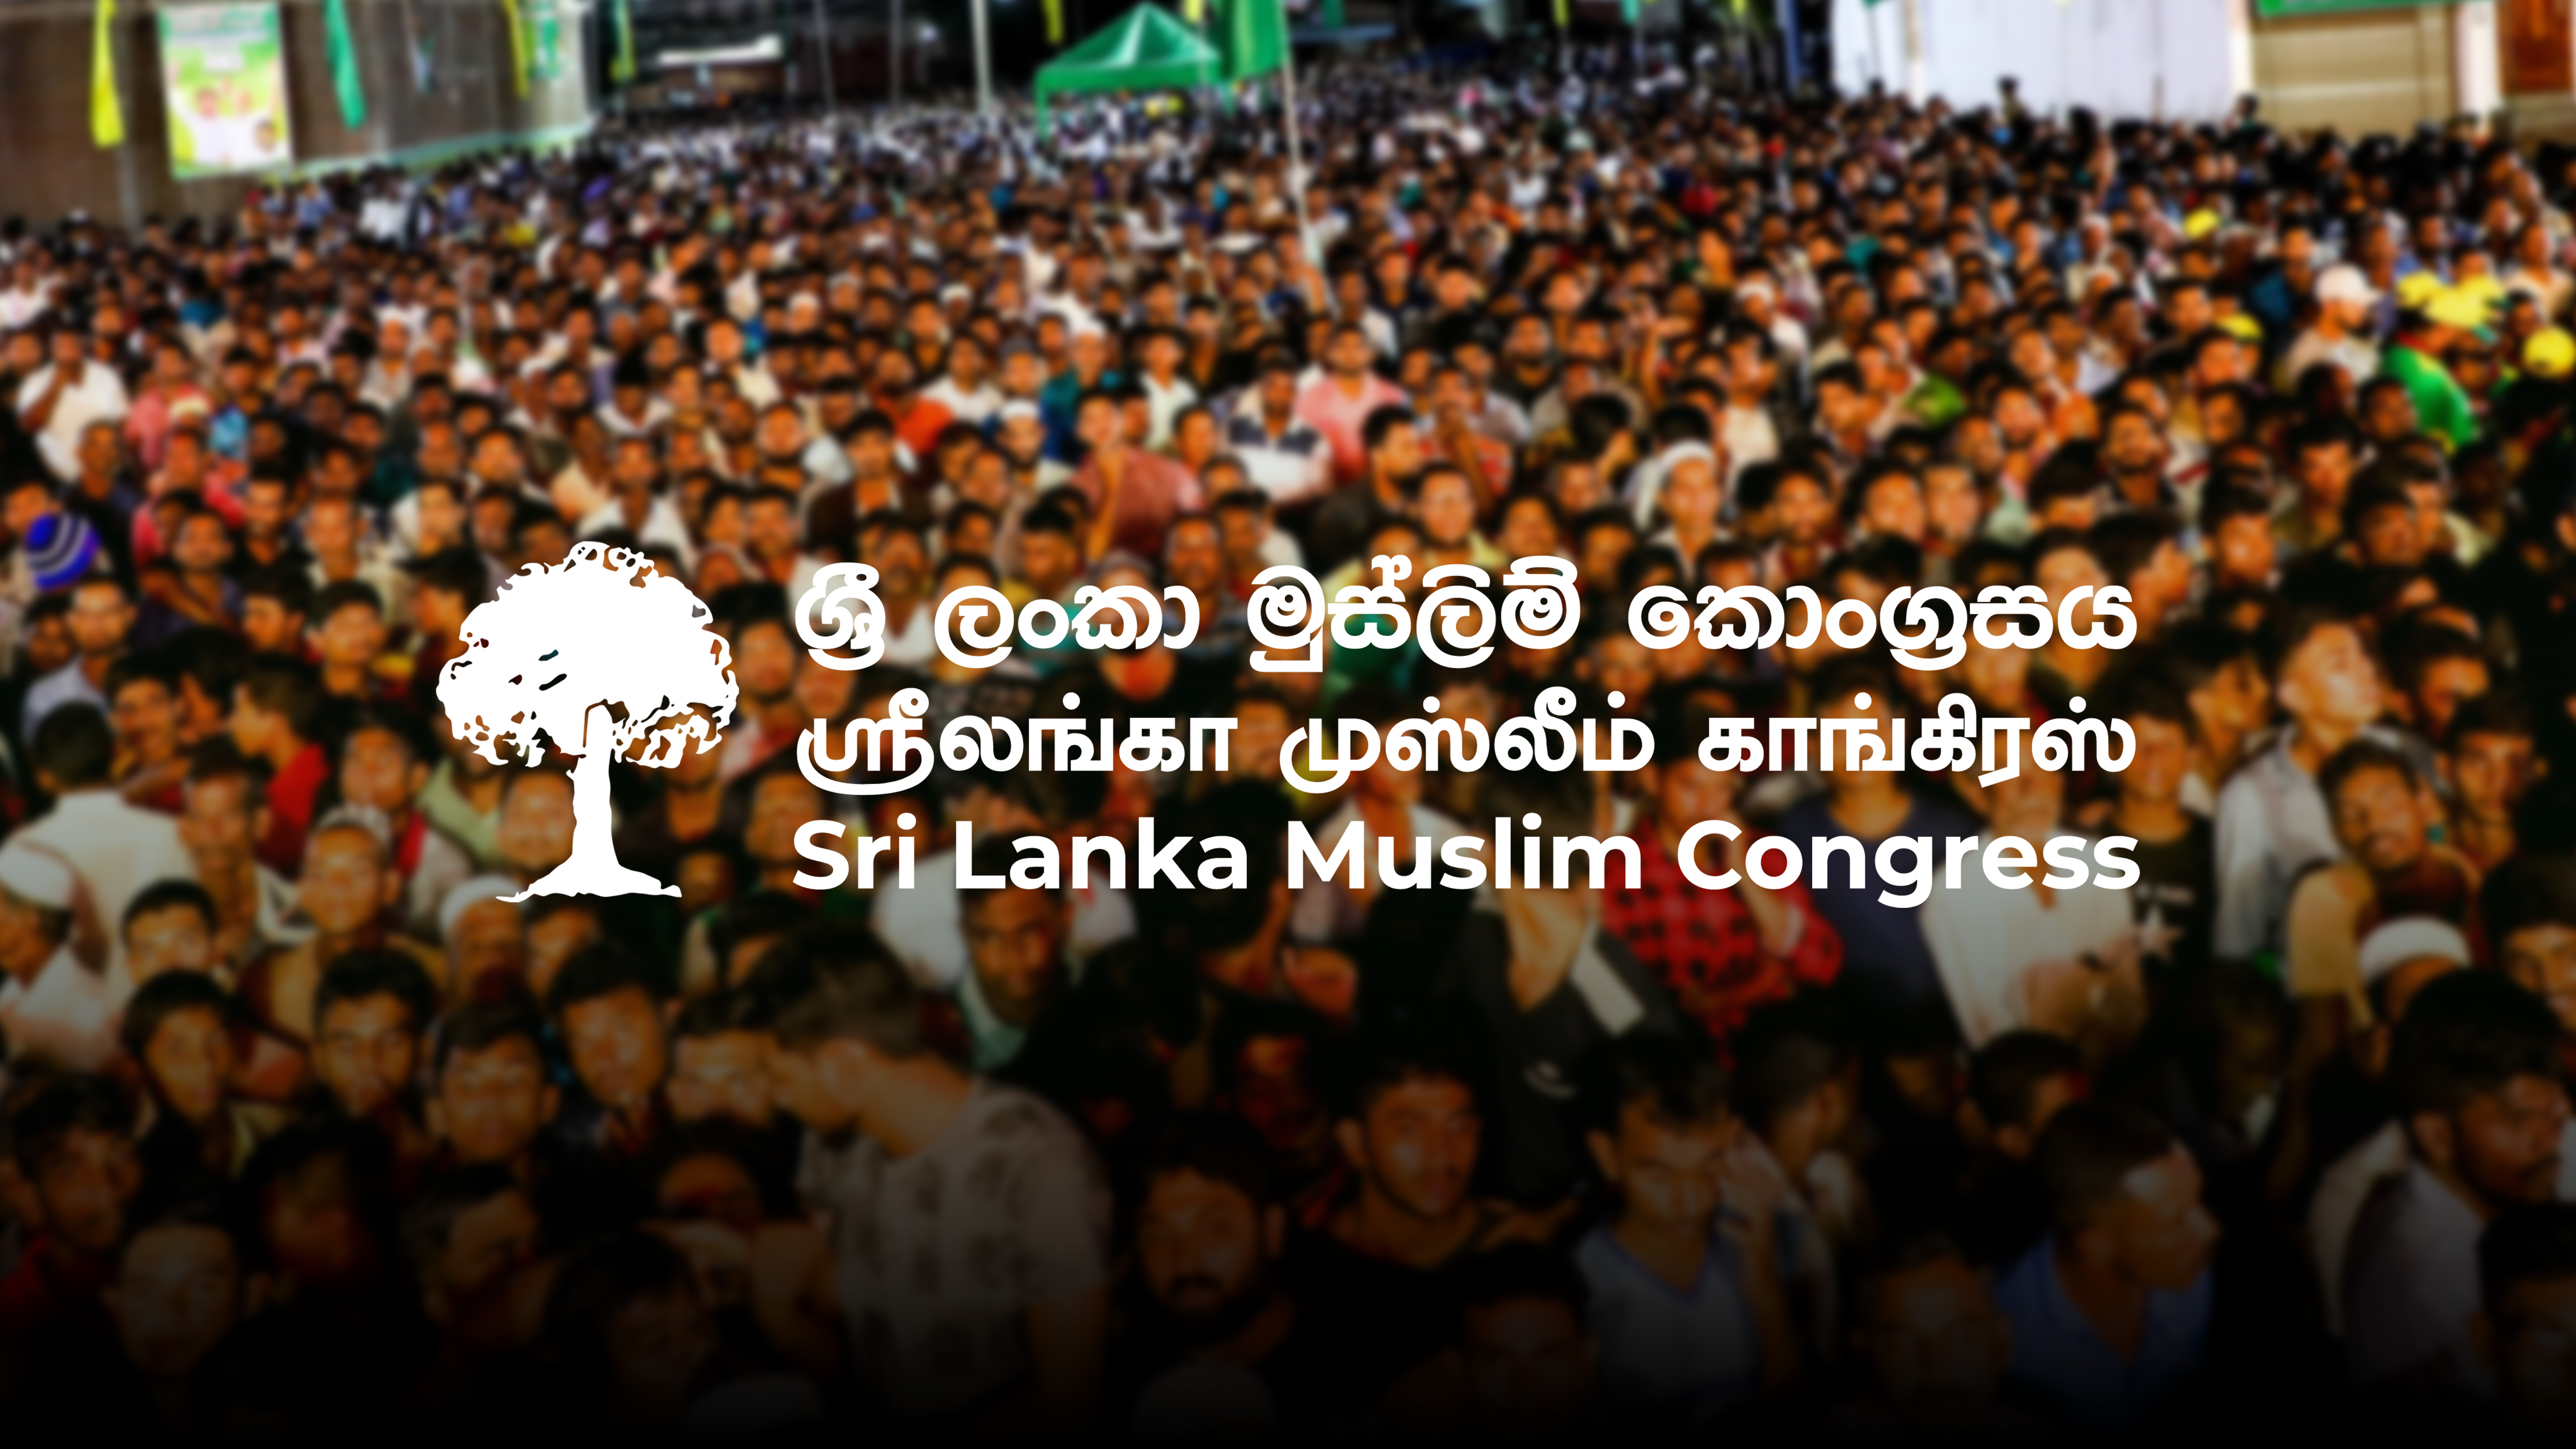 ශ්‍රී ලංකා මුස්ලිම් කොංග්‍රසය
ஸ்ரீலங்கா முஸ்லீம் காங்கிரஸ்
Sri Lanka Muslim Congress